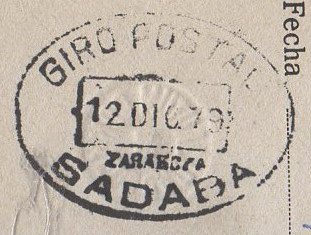 GIRO POSTAL
12 DIC 79
ZARAGOZA
SADABA
Fecha